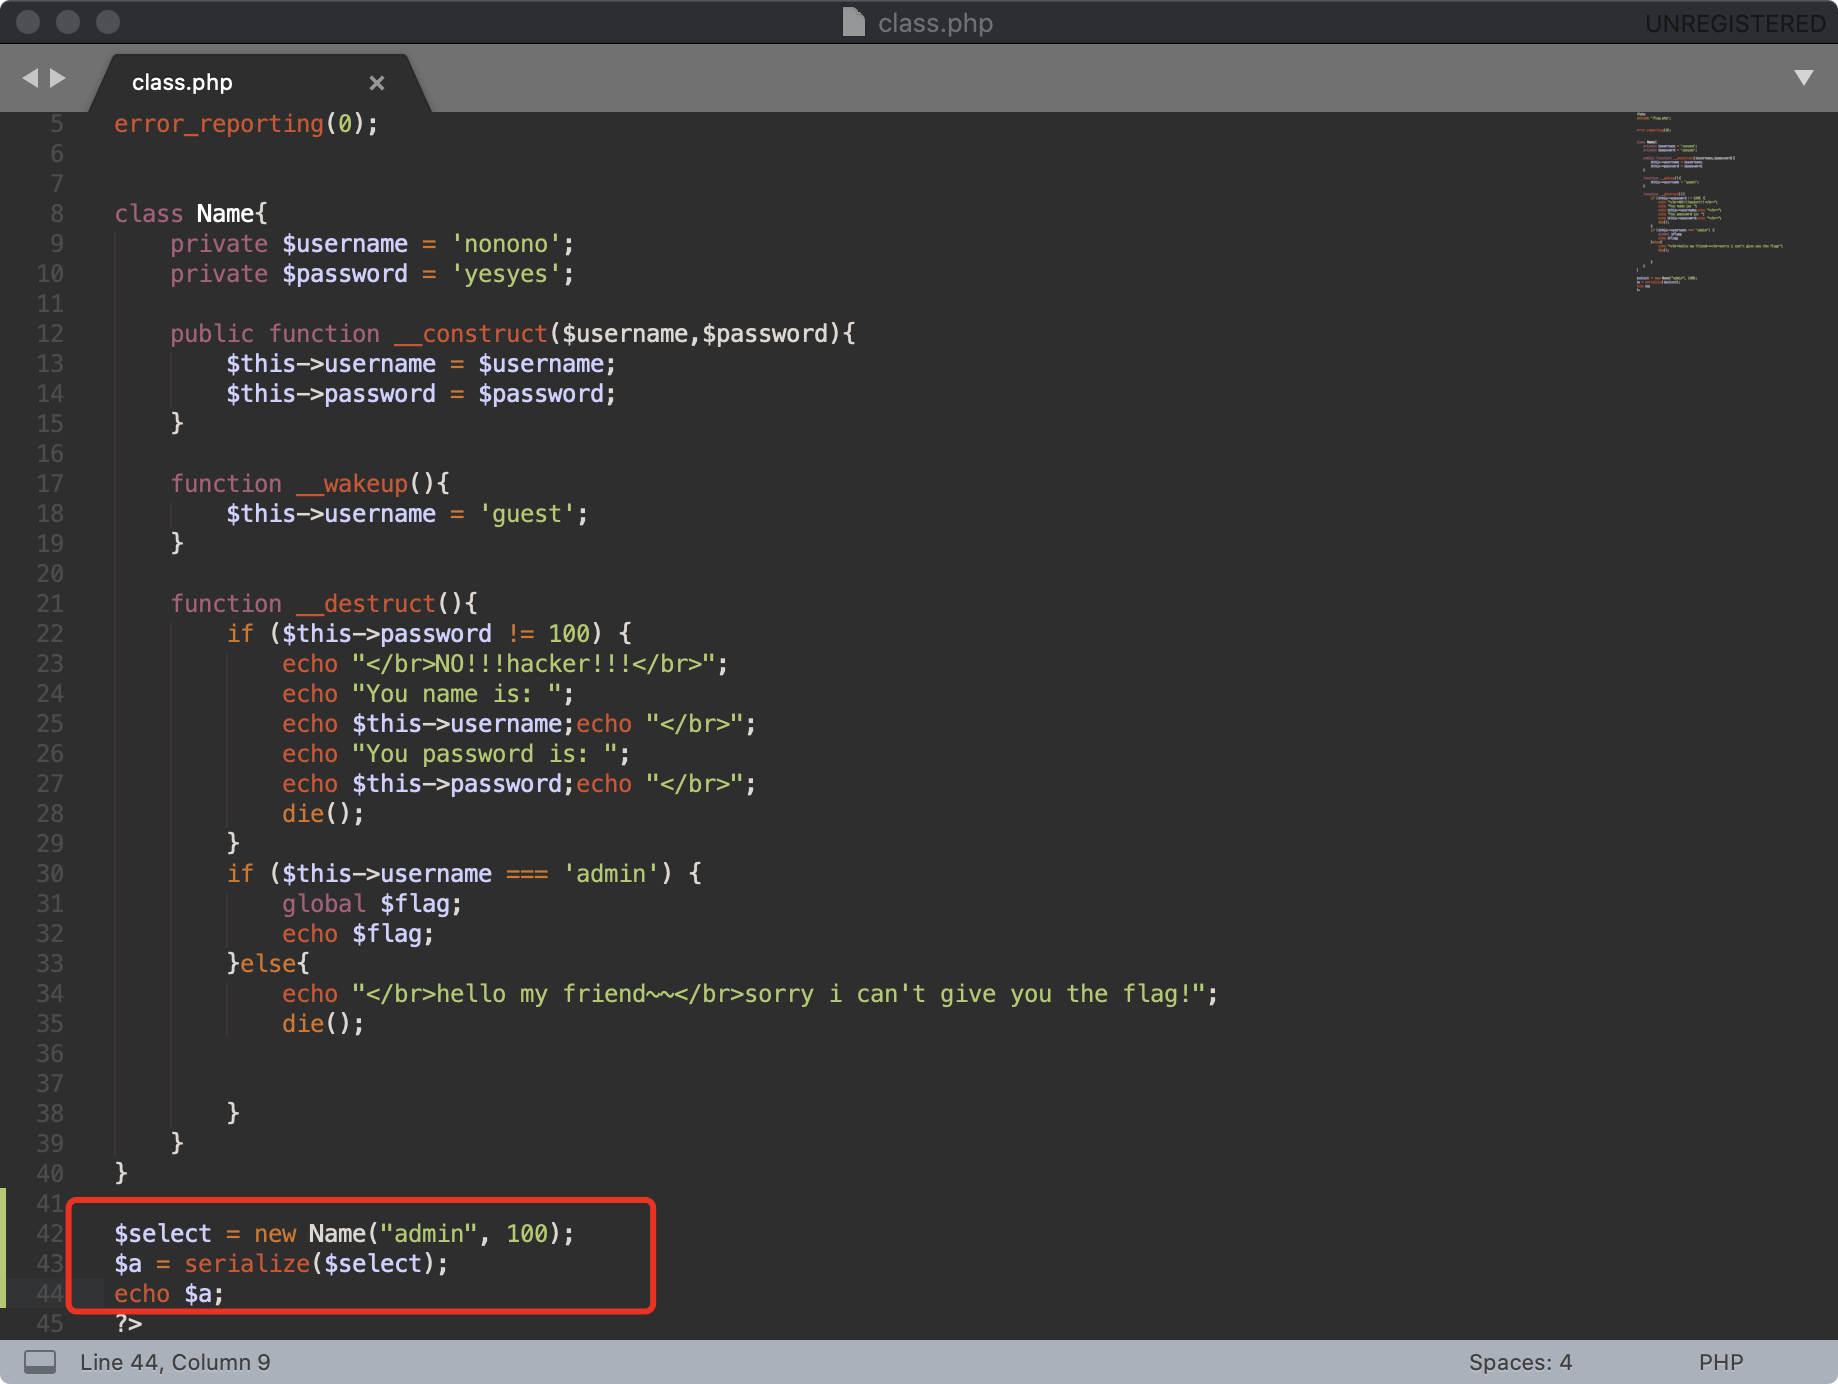 class.php
UNREGISTERED
class.php ×
5 error_reporting(0);
6
7
8 class Name{
9     private $username = 'nonono';
10     private $password = 'yesyes';
11
12     public function __construct($username,$password){
13         $this->username = $username;
14         $this->password = $password;
15     }
16
17     function __wakeup(){
18         $this->username = 'guest';
19     }
20
21     function __destruct(){
22         if ($this->password != 100) {
23             echo "</br>NO!!!hacker!!!</br>";
24             echo "You name is: ";
25             echo $this->username;echo "</br>";
26             echo "You password is: ";
27             echo $this->password;echo "</br>";
28             die();
29         }
30         if ($this->username === 'admin') {
31             global $flag;
32             echo $flag;
33         }else{
34             echo "</br>hello my friend~~</br>sorry i can't give you the flag!";
35             die();
36
37
38         }
39     }
40 }
41
42 $select = new Name("admin", 100);
43 $a = serialize($select);
44 echo $a;
45 ?>
Line 44, Column 9
Spaces: 4
PHP